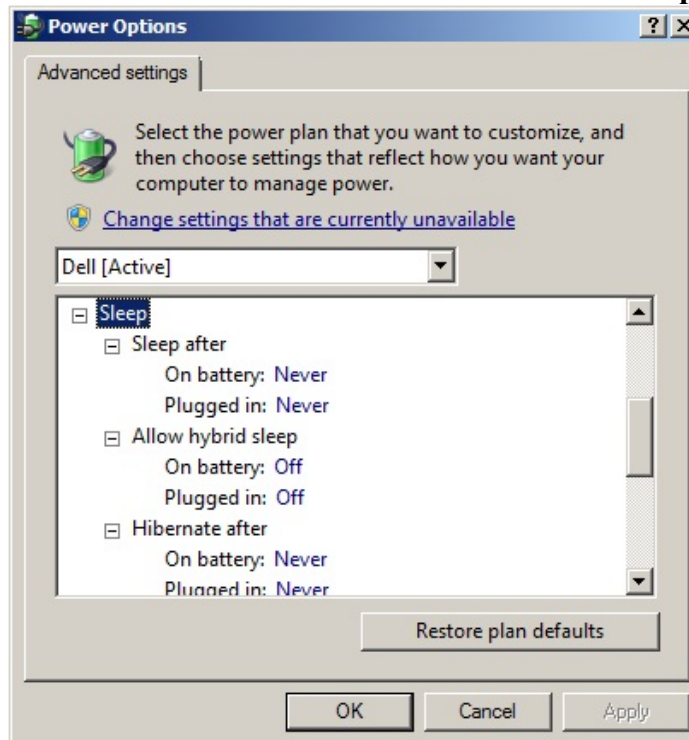 Power Options
Advanced settings
Select the power plan that you want to customize, and
then choose settings that reflect how you want your
computer to manage power.
Change settings that are currently unavailable
Dell [Active]
Sleep
Sleep after
On battery: Never
Plugged in: Never
Allow hybrid sleep
On battery: Off
Plugged in: Off
Hibernate after
On battery: Never
Plugged in: Never
Restore plan defaults
OK Cancel Apply